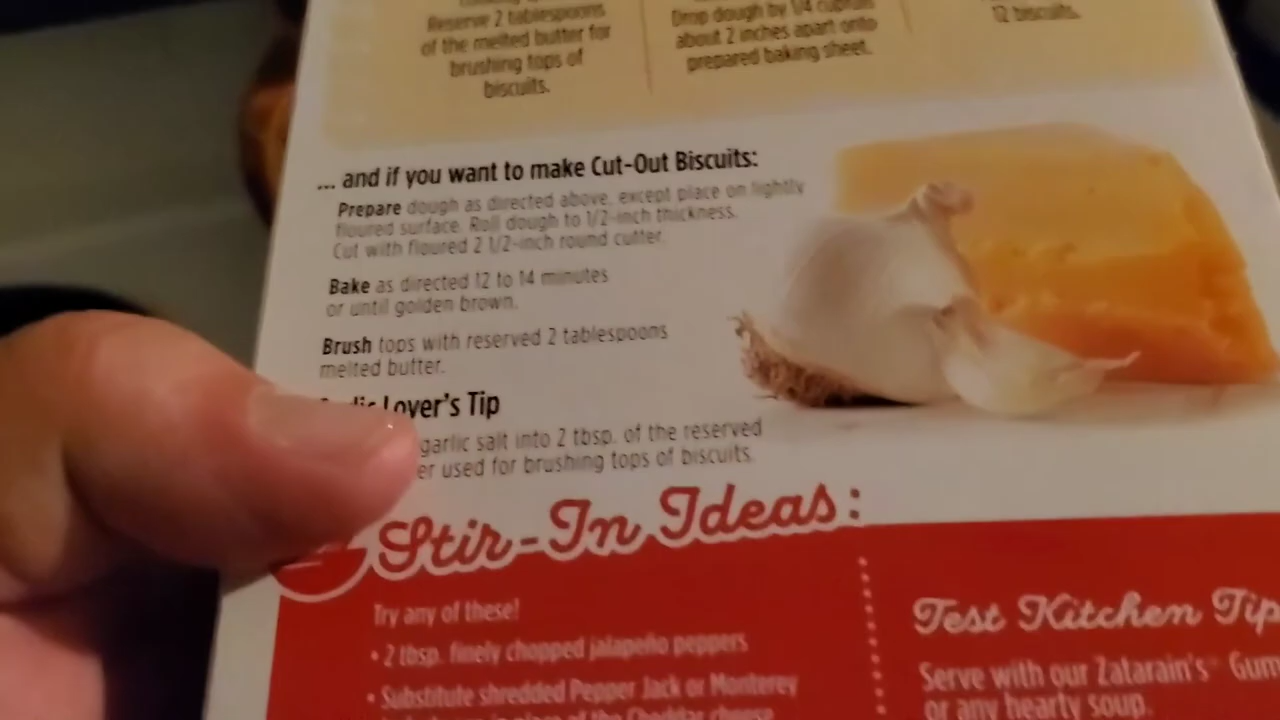 Reserve 2 tablespoons
of the melted butter for
brushing tops of
biscuits.
Drop dough by 1/4 cupfuls
about 2 inches apart onto
prepared baking sheet.
12 biscuits.
... and if you want to make Cut-Out Biscuits:
Prepare dough as directed above, except place on lightly
floured surface. Roll dough to 1/2-inch thickness.
Cut with floured 2 1/2-inch round cutter.
Bake as directed 12 to 14 minutes
or until golden brown.
Brush tops with reserved 2 tablespoons
melted butter.
Lover's Tip
garlic salt into 2 tbsp. of the reserved
used for brushing tops of biscuits.
Stir-In Ideas:
Try any of these!
• 2 tbsp. finely chopped jalapeño peppers
• Substitute shredded Pepper Jack or Monterey
in place of the Cheddar cheese
Test Kitchen Tip
Serve with our Zatarain's
or any hearty soup.